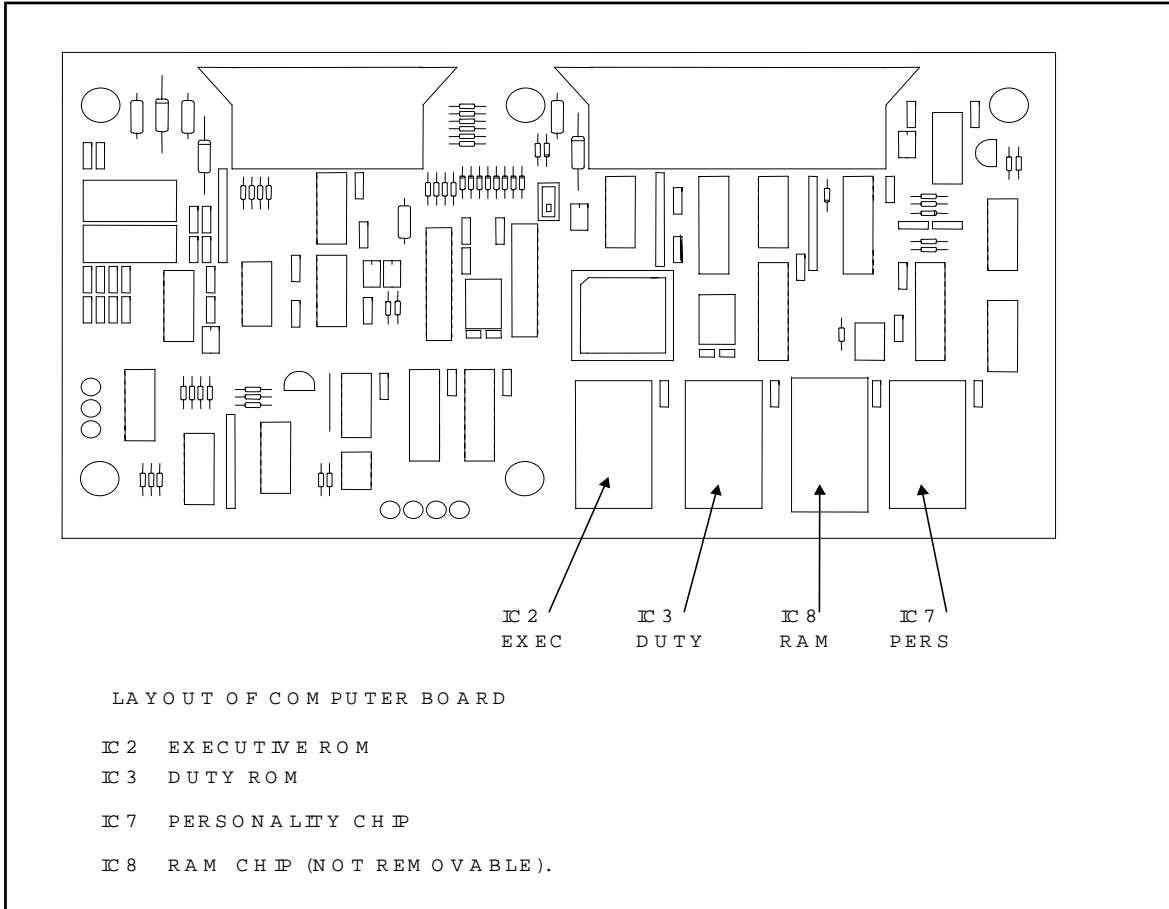 IC 2 IC 3 IC 8 IC 7
EXEC DUTY RAM PERS
LAYOUT OF COMPUTER BOARD
IC 2 EXECUTIVE ROM
IC 3 DUTY ROM
IC 7 PERSONALITY CHIP
IC 8 RAM CHIP (NOT REMOVABLE).